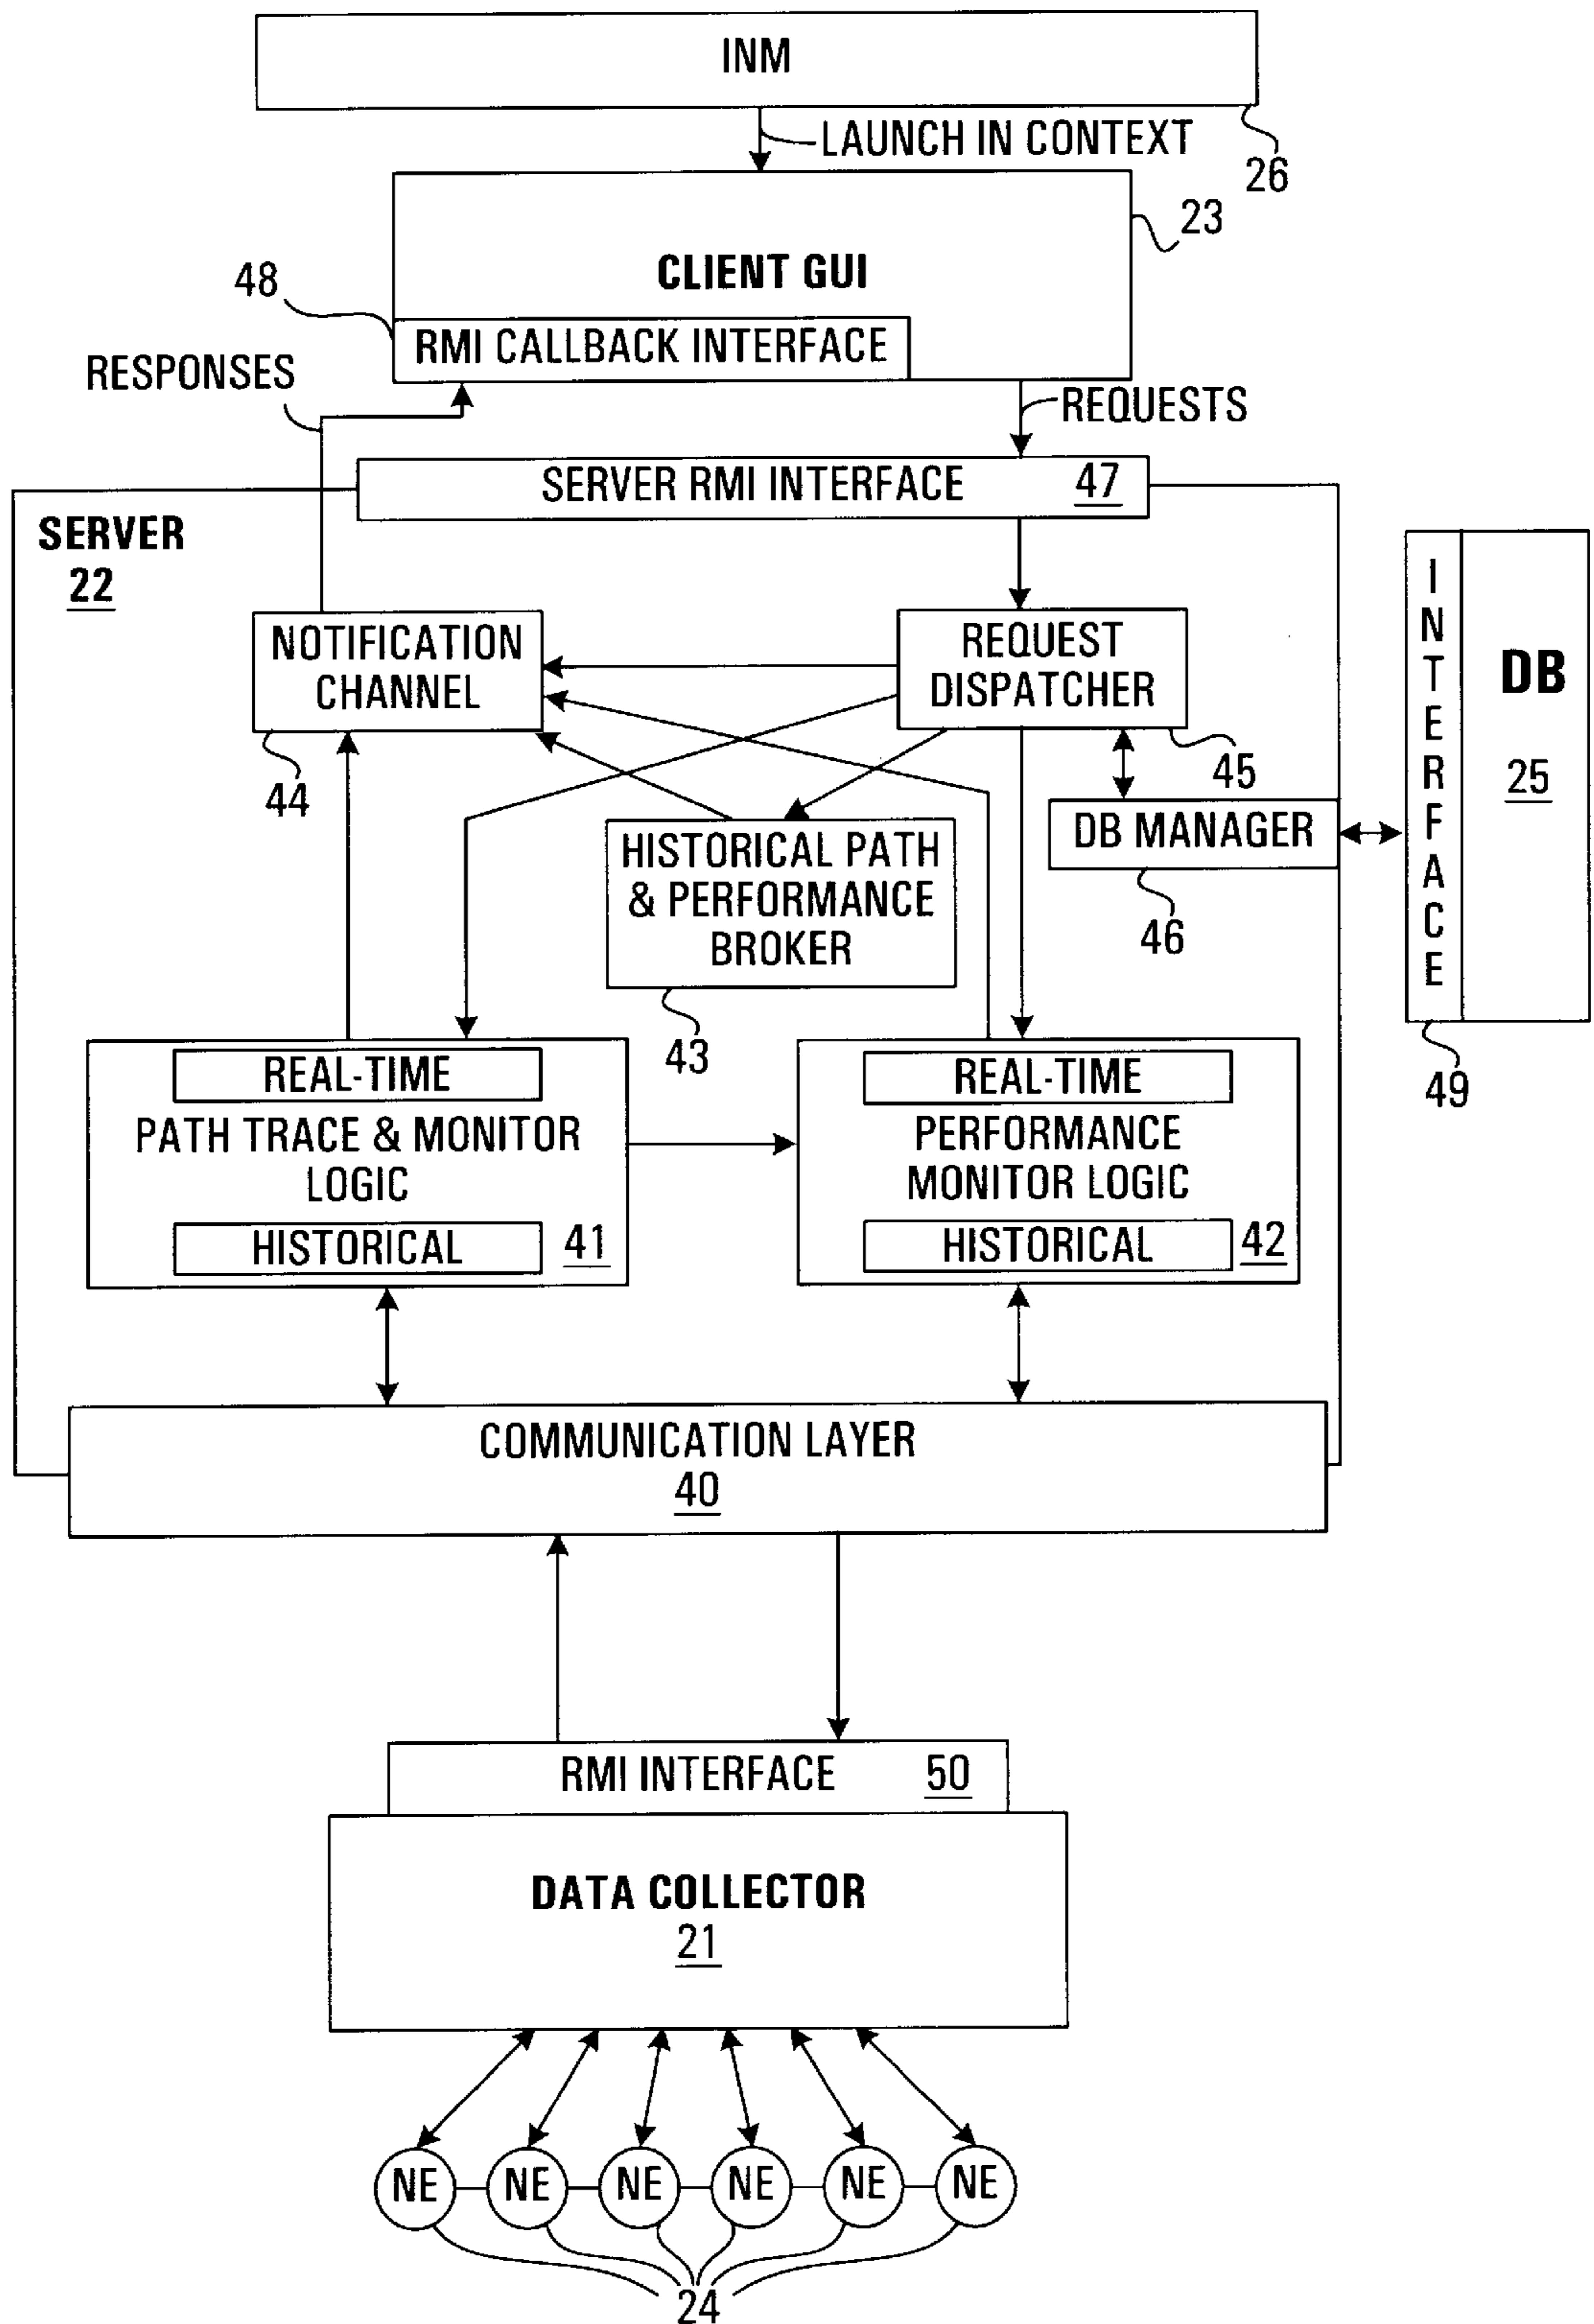 INM
LAUNCH IN CONTEXT
26
23
CLIENT GUI
48
RMI CALLBACK INTERFACE
RESPONSES
REQUESTS
SERVER RMI INTERFACE 47
SERVER
22
NOTIFICATION
CHANNEL
44
REQUEST
DISPATCHER
45
INTERFACE
DB
25
DB MANAGER
46
HISTORICAL PATH
& PERFORMANCE
BROKER
43
49
REAL-TIME
PATH TRACE & MONITOR
LOGIC
HISTORICAL
41
REAL-TIME
PERFORMANCE
MONITOR LOGIC
HISTORICAL
42
COMMUNICATION LAYER
40
RMI INTERFACE 50
DATA COLLECTOR
21
NE NE NE NE NE NE
24